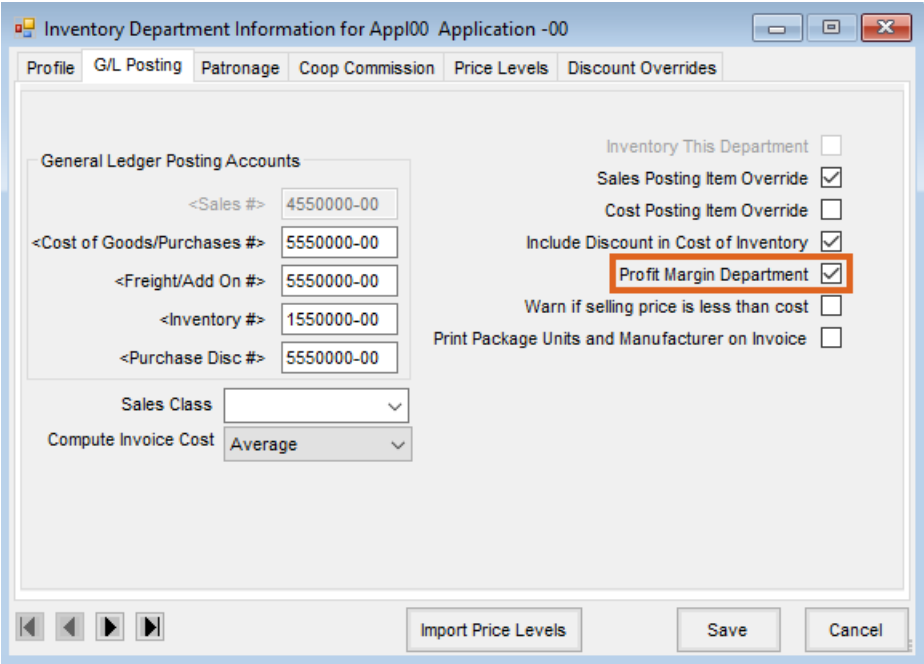 Inventory Department Information for Appl00 Application -00
Profile G/L Posting Patronage Coop Commission Price Levels Discount Overrides
General Ledger Posting Accounts
<Sales #> 4550000-00
<Cost of Goods/Purchases #> 5550000-00
<Freight/Add On #> 5550000-00
<Inventory #> 1550000-00
<Purchase Disc #> 5550000-00
Sales Class
Compute Invoice Cost Average
Inventory This Department
Sales Posting Item Override
Cost Posting Item Override
Include Discount in Cost of Inventory
Profit Margin Department
Warn if selling price is less than cost
Print Package Units and Manufacturer on Invoice
Import Price Levels Save Cancel